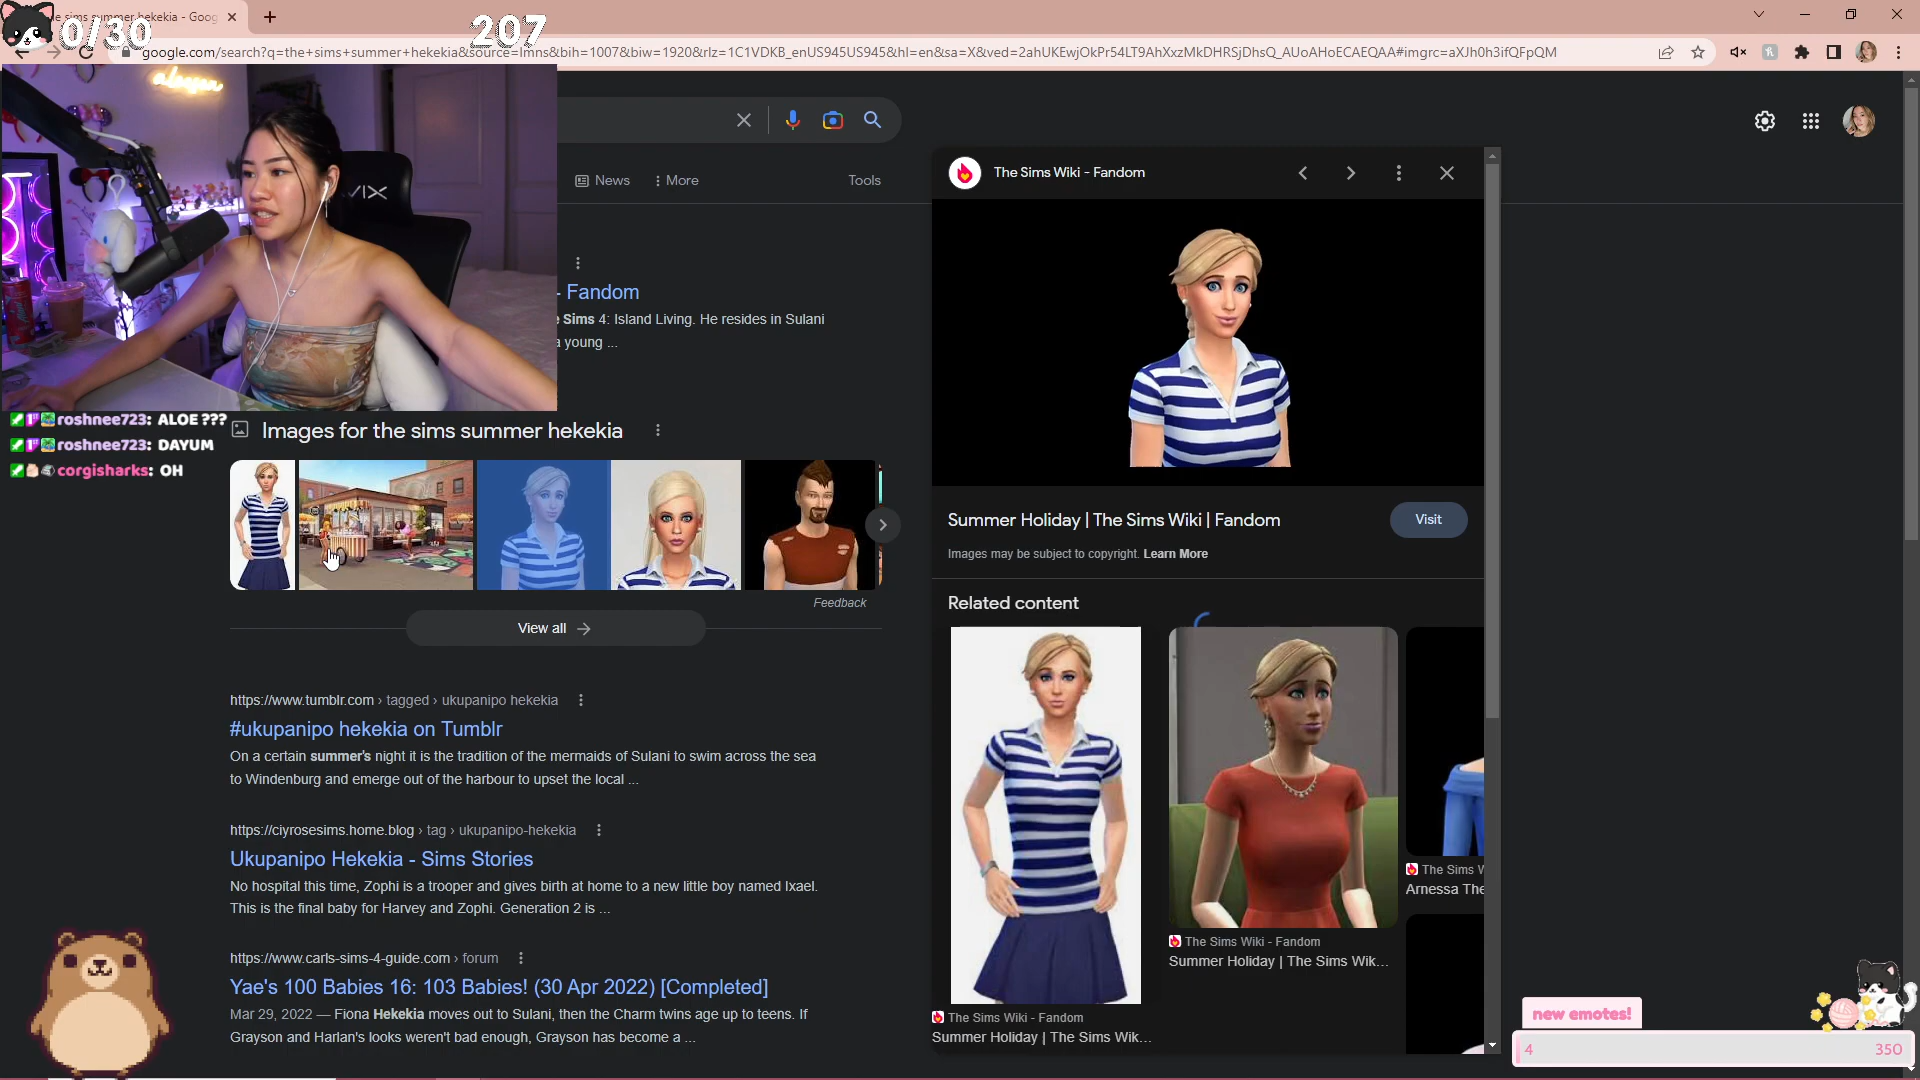 e sims summer hekekia - Goog
0/30
207
google.com/search?q=the+sims+summer+hekekia&source=lmns&bih=1007&biw=1920&rlz=1C1VDKB_enUS945US945&hl=en&sa=X&ved=2ahUKEwjOkPr54LT9AhXxzMkDHRSjDhsQ_AUoAHoECAEQAA#imgrc=aXJh0h3ifQFpQM
News
More
Tools
- Fandom
Sims 4: Island Living. He resides in Sulani
young ...
roshnee723: ALOE ???
roshnee723: DAYUM
corgisharks: OH
Images for the sims summer hekekia
Feedback
View all
https://www.tumblr.com › tagged › ukupanipo hekekia
#ukupanipo hekekia on Tumblr
On a certain summer's night it is the tradition of the mermaids of Sulani to swim across the sea
to Windenburg and emerge out of the harbour to upset the local ...
https://ciyrosesims.home.blog › tag › ukupanipo-hekekia
Ukupanipo Hekekia - Sims Stories
No hospital this time, Zophi is a trooper and gives birth at home to a new little boy named Ixael.
This is the final baby for Harvey and Zophi. Generation 2 is ...
https://www.carls-sims-4-guide.com › forum
Yae's 100 Babies 16: 103 Babies! (30 Apr 2022) [Completed]
Mar 29, 2022 — Fiona Hekekia moves out to Sulani, then the Charm twins age up to teens. If
Grayson and Harlan's looks weren't bad enough, Grayson has become a ...
The Sims Wiki - Fandom
Summer Holiday | The Sims Wiki | Fandom
Visit
Images may be subject to copyright. Learn More
Related content
The Sims Wiki - Fandom
Summer Holiday | The Sims Wik...
The Sims Wiki - Fandom
Summer Holiday | The Sims Wik...
The Sims W
Arnessa The
new emotes!
4
350